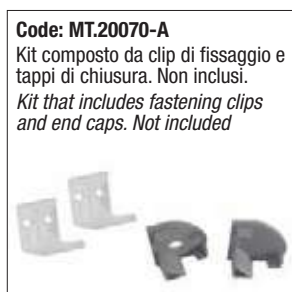 Code: MT.20070-A
Kit composto da clip di fissaggio e
tappi di chiusura. Non inclusi.
Kit that includes fastening clips
and end caps. Not included